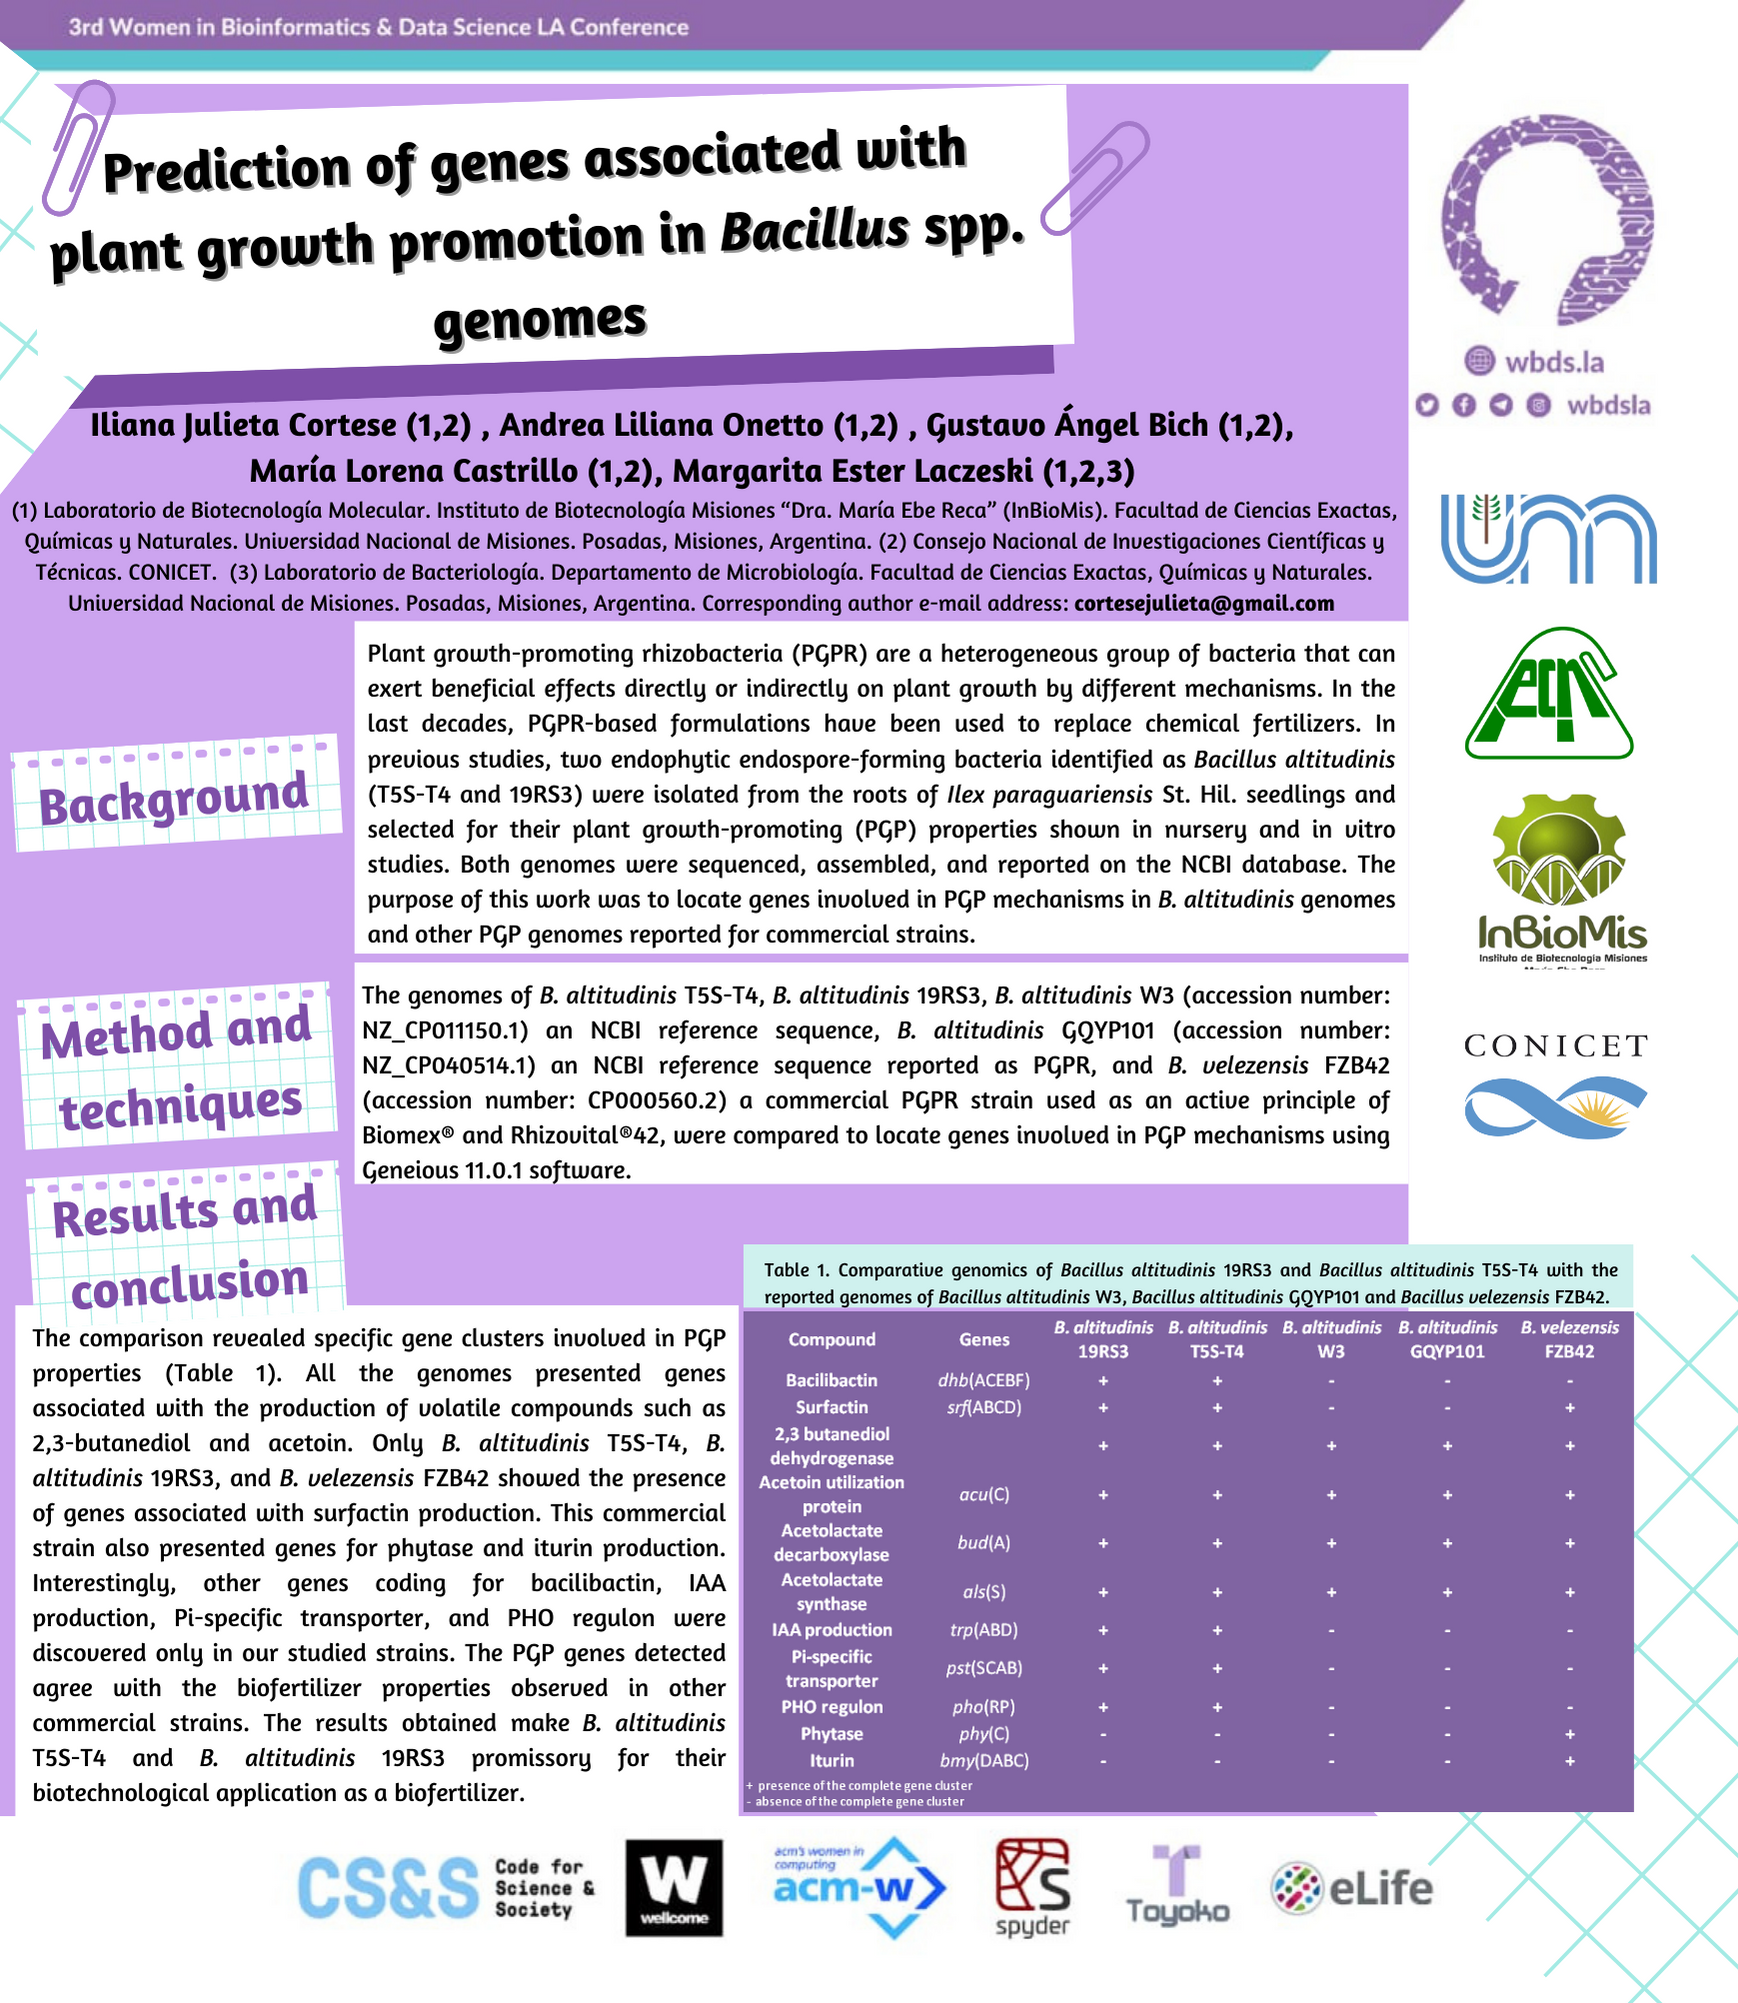 3rd Women in Bioinformatics & Data Science LA Conference
Prediction of genes associated with
plant growth promotion in Bacillus spp.
genomes
wbds.la
wbdsla
Iliana Julieta Cortese (1,2) , Andrea Liliana Onetto (1,2) , Gustavo Ángel Bich (1,2),
María Lorena Castrillo (1,2), Margarita Ester Laczeski (1,2,3)
(1) Laboratorio de Biotecnología Molecular. Instituto de Biotecnología Misiones “Dra. María Ebe Reca” (InBioMis). Facultad de Ciencias Exactas,
Químicas y Naturales. Universidad Nacional de Misiones. Posadas, Misiones, Argentina. (2) Consejo Nacional de Investigaciones Científicas y
Técnicas. CONICET. (3) Laboratorio de Bacteriología. Departamento de Microbiología. Facultad de Ciencias Exactas, Químicas y Naturales.
Universidad Nacional de Misiones. Posadas, Misiones, Argentina. Corresponding author e-mail address: cortesejulieta@gmail.com
Background
Plant growth-promoting rhizobacteria (PGPR) are a heterogeneous group of bacteria that can
exert beneficial effects directly or indirectly on plant growth by different mechanisms. In the
last decades, PGPR-based formulations have been used to replace chemical fertilizers. In
previous studies, two endophytic endospore-forming bacteria identified as Bacillus altitudinis
(T5S-T4 and 19RS3) were isolated from the roots of Ilex paraguariensis St. Hil. seedlings and
selected for their plant growth-promoting (PGP) properties shown in nursery and in vitro
studies. Both genomes were sequenced, assembled, and reported on the NCBI database. The
purpose of this work was to locate genes involved in PGP mechanisms in B. altitudinis genomes
and other PGP genomes reported for commercial strains.
InBioMis
Instituto de Biotecnología Misiones
CONICET
Method and
techniques
The genomes of B. altitudinis T5S-T4, B. altitudinis 19RS3, B. altitudinis W3 (accession number:
NZ_CP011150.1) an NCBI reference sequence, B. altitudinis GQYP101 (accession number:
NZ_CP040514.1) an NCBI reference sequence reported as PGPR, and B. velezensis FZB42
(accession number: CP000560.2) a commercial PGPR strain used as an active principle of
Biomex® and Rhizovital®42, were compared to locate genes involved in PGP mechanisms using
Geneious 11.0.1 software.
Results and
conclusion
The comparison revealed specific gene clusters involved in PGP
properties (Table 1). All the genomes presented genes
associated with the production of volatile compounds such as
2,3-butanediol and acetoin. Only B. altitudinis T5S-T4, B.
altitudinis 19RS3, and B. velezensis FZB42 showed the presence
of genes associated with surfactin production. This commercial
strain also presented genes for phytase and iturin production.
Interestingly, other genes coding for bacilibactin, IAA
production, Pi-specific transporter, and PHO regulon were
discovered only in our studied strains. The PGP genes detected
agree with the biofertilizer properties observed in other
commercial strains. The results obtained make B. altitudinis
T5S-T4 and B. altitudinis 19RS3 promissory for their
biotechnological application as a biofertilizer.
Table 1. Comparative genomics of Bacillus altitudinis 19RS3 and Bacillus altitudinis T5S-T4 with the
reported genomes of Bacillus altitudinis W3, Bacillus altitudinis GQYP101 and Bacillus velezensis FZB42.
Compound Genes B. altitudinis 19RS3 B. altitudinis T5S-T4 B. altitudinis W3 B. altitudinis GQYP101 B. velezensis FZB42
Bacilibactin dhb(ACEBF) + + - - -
Surfactin srf(ABCD) + + - - +
2,3 butanediol dehydrogenase + + + + +
Acetoin utilization protein acu(C) + + + + +
Acetolactate decarboxylase bud(A) + + + + +
Acetolactate synthase als(S) + + + + +
IAA production trp(ABD) + + - - -
Pi-specific transporter pst(SCAB) + + - - -
PHO regulon pho(RP) + + - - -
Phytase phy(C) - - - - +
Iturin bmy(DABC) - - - - +
+ presence of the complete gene cluster
- absence of the complete gene cluster
CS&S
Code for
Science &
Society
W
wellcome
acm's women in
computing
acm-w
spyder
Toyoko
eLife